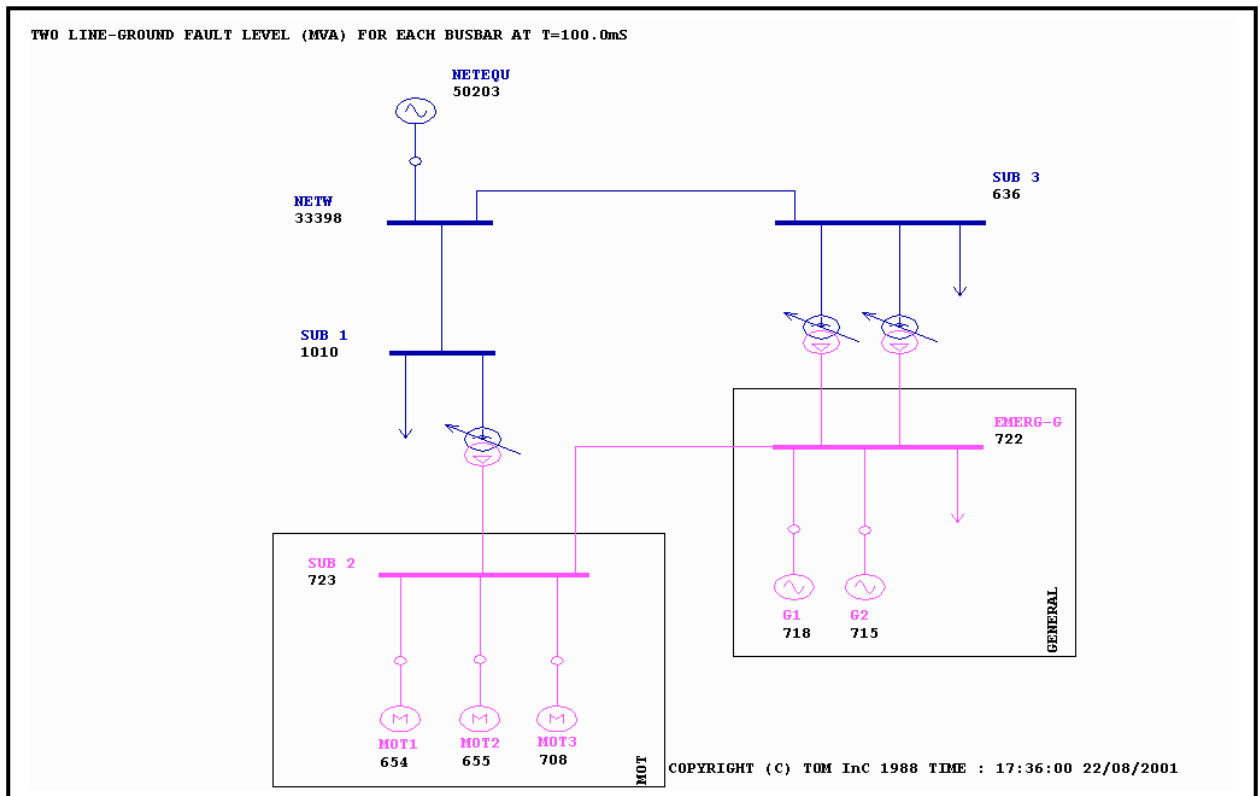 TWO LINE-GROUND FAULT LEVEL (MVA) FOR EACH BUSBAR AT T=100.0mS
NETEQU
50203
SUB 3
636
NETW
33398
SUB 1
1010
EMERG-G
722
SUB 2
723
G1
718
G2
715
GENERAL
MOT1
654
MOT2
655
MOT3
708
MOT
COPYRIGHT (C) TOM InC 1988 TIME : 17:36:00 22/08/2001